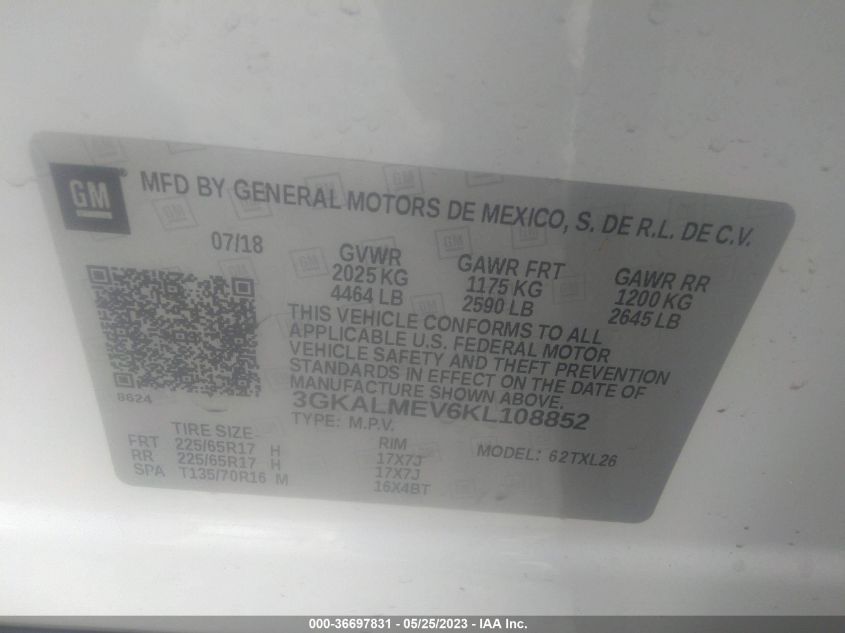 GM
MFD BY GENERAL MOTORS DE MEXICO, S. DE R.L. DE C.V.
07/18
GVWR
2025 KG
4464 LB
GAWR FRT
1175 KG
2590 LB
GAWR RR
1200 KG
2645 LB
THIS VEHICLE CONFORMS TO ALL
APPLICABLE U.S. FEDERAL MOTOR
VEHICLE SAFETY AND THEFT PREVENTION
STANDARDS IN EFFECT ON THE DATE OF
MANUFACTURE SHOWN ABOVE.
8624
3GKALMEV6KL108852
TYPE: M.P.V.
MODEL: 62TXL26
TIRE SIZE
RIM
FRT 225/65R17 H 17X7J
RR 225/65R17 H 17X7J
SPA T135/70R16 M 16X4BT
000-36697831 - 05/25/2023 - IAA Inc.